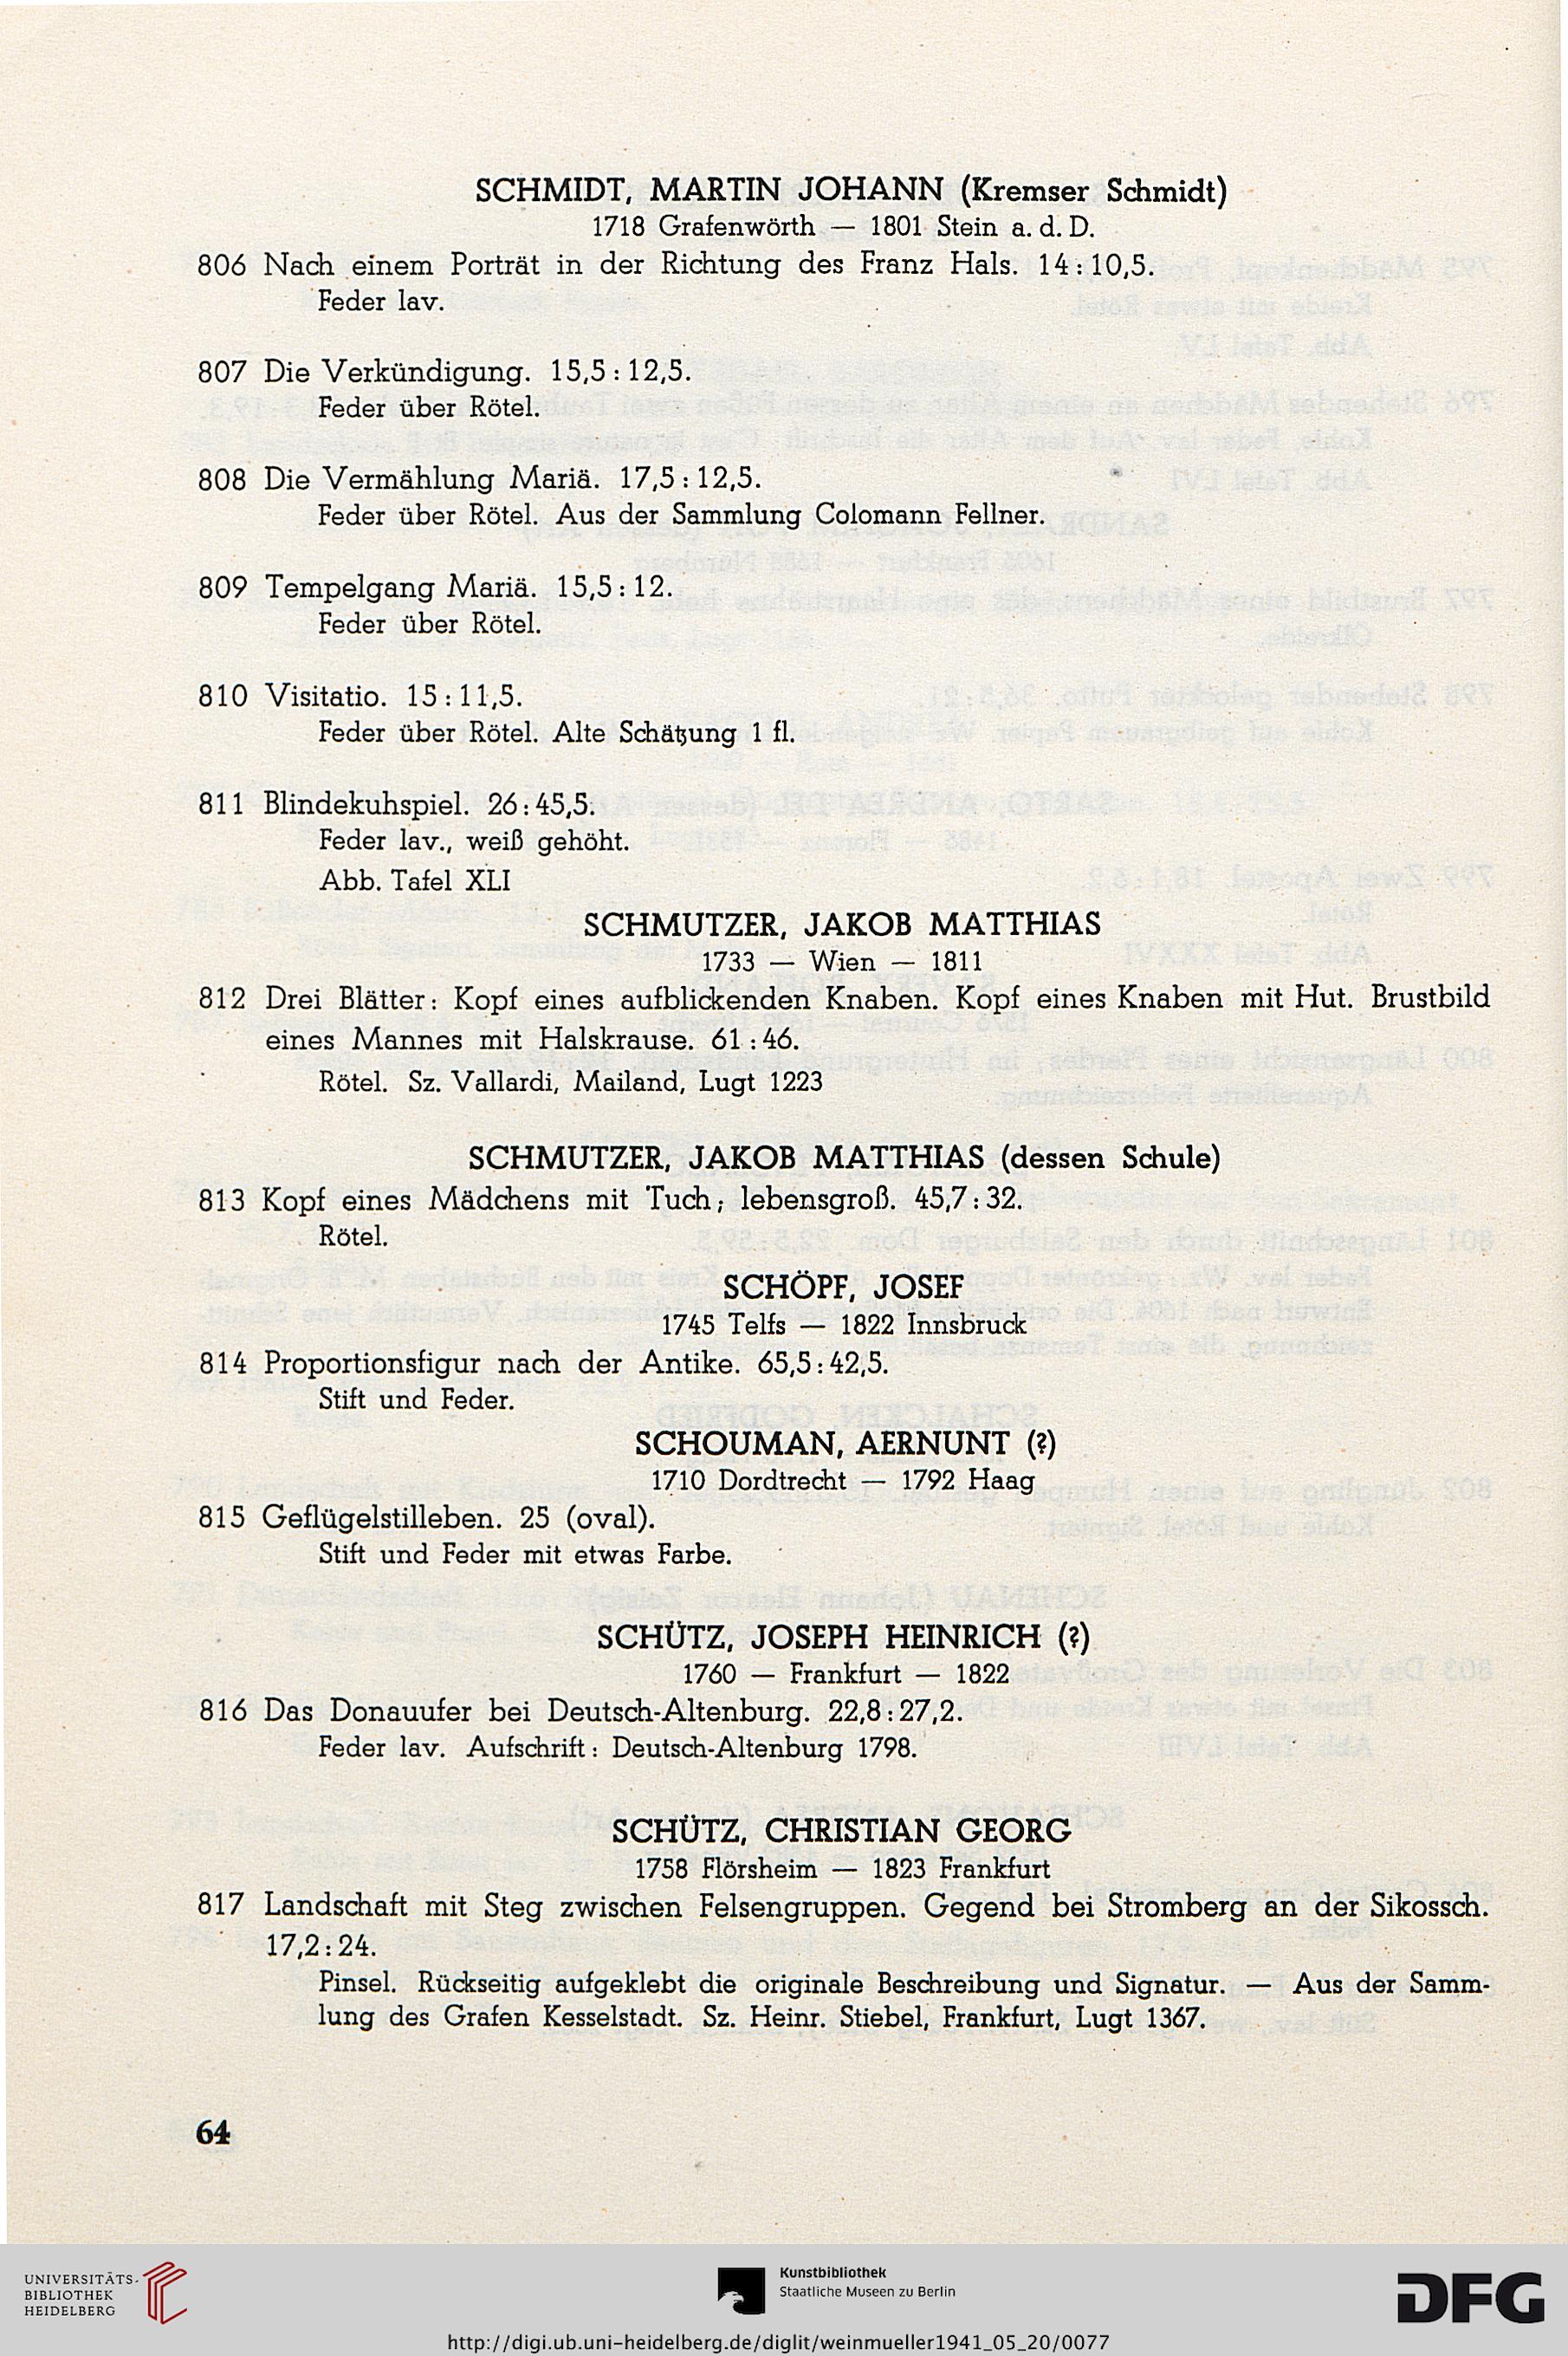 SCHMIDT, MARTIN JOHANN (Kremser Schmidt)
1718 Grafenwörth — 1801 Stein a. d. D.
806 Nach einem Porträt in der Richtung des Franz Hals. 14 : 10,5.
Feder lav.
807 Die Verkündigung. 15,5 : 12,5.
Feder über Rötel.
808 Die Vermählung Mariä. 17,5 : 12,5.
Feder über Rötel. Aus der Sammlung Colomann Fellner.
809 Tempelgang Mariä. 15,5 : 12.
Feder über Rötel.
810 Visitatio. 15 : 11,5.
Feder über Rötel. Alte Schätzung 1 fl.
811 Blindekuhspiel. 26 : 45,5.
Feder lav., weiß gehöht.
Abb. Tafel XLI
SCHMUTZER, JAKOB MATTHIAS
1733 — Wien — 1811
812 Drei Blätter: Kopf eines aufblickenden Knaben. Kopf eines Knaben mit Hut. Brustbild
eines Mannes mit Halskrause. 61 : 46.
Rötel. Sz. Vallardi, Mailand, Lugt 1223
SCHMUTZER, JAKOB MATTHIAS (dessen Schule)
813 Kopf eines Mädchens mit Tuch; lebensgroß. 45,7 : 32.
Rötel.
SCHÖPF, JOSEF
1745 Telfs — 1822 Innsbruck
814 Proportionsfigur nach der Antike. 65,5 : 42,5.
Stift und Feder.
SCHOUMAN, AERNUNT (?)
1710 Dordtrecht — 1792 Haag
815 Geflügelstilleben. 25 (oval).
Stift und Feder mit etwas Farbe.
SCHÜTZ, JOSEPH HEINRICH (?)
1760 — Frankfurt — 1822
816 Das Donauufer bei Deutsch-Altenburg. 22,8 : 27,2.
Feder lav. Aufschrift: Deutsch-Altenburg 1798.
SCHÜTZ, CHRISTIAN GEORG
1758 Flörsheim — 1823 Frankfurt
817 Landschaft mit Steg zwischen Felsengruppen. Gegend bei Stromberg an der Sikossch.
17,2 : 24.
Pinsel. Rückseitig aufgeklebt die originale Beschreibung und Signatur. — Aus der Samm-
lung des Grafen Kesselstadt. Sz. Heinr. Stiebel, Frankfurt, Lugt 1367.
64
UNIVERSITÄTS-
BIBLIOTHEK
HEIDELBERG
Kunstbibliothek
Staatliche Museen zu Berlin
DFG
http://digi.ub.uni-heidelberg.de/diglit/weinmueller1941_05_20/0077